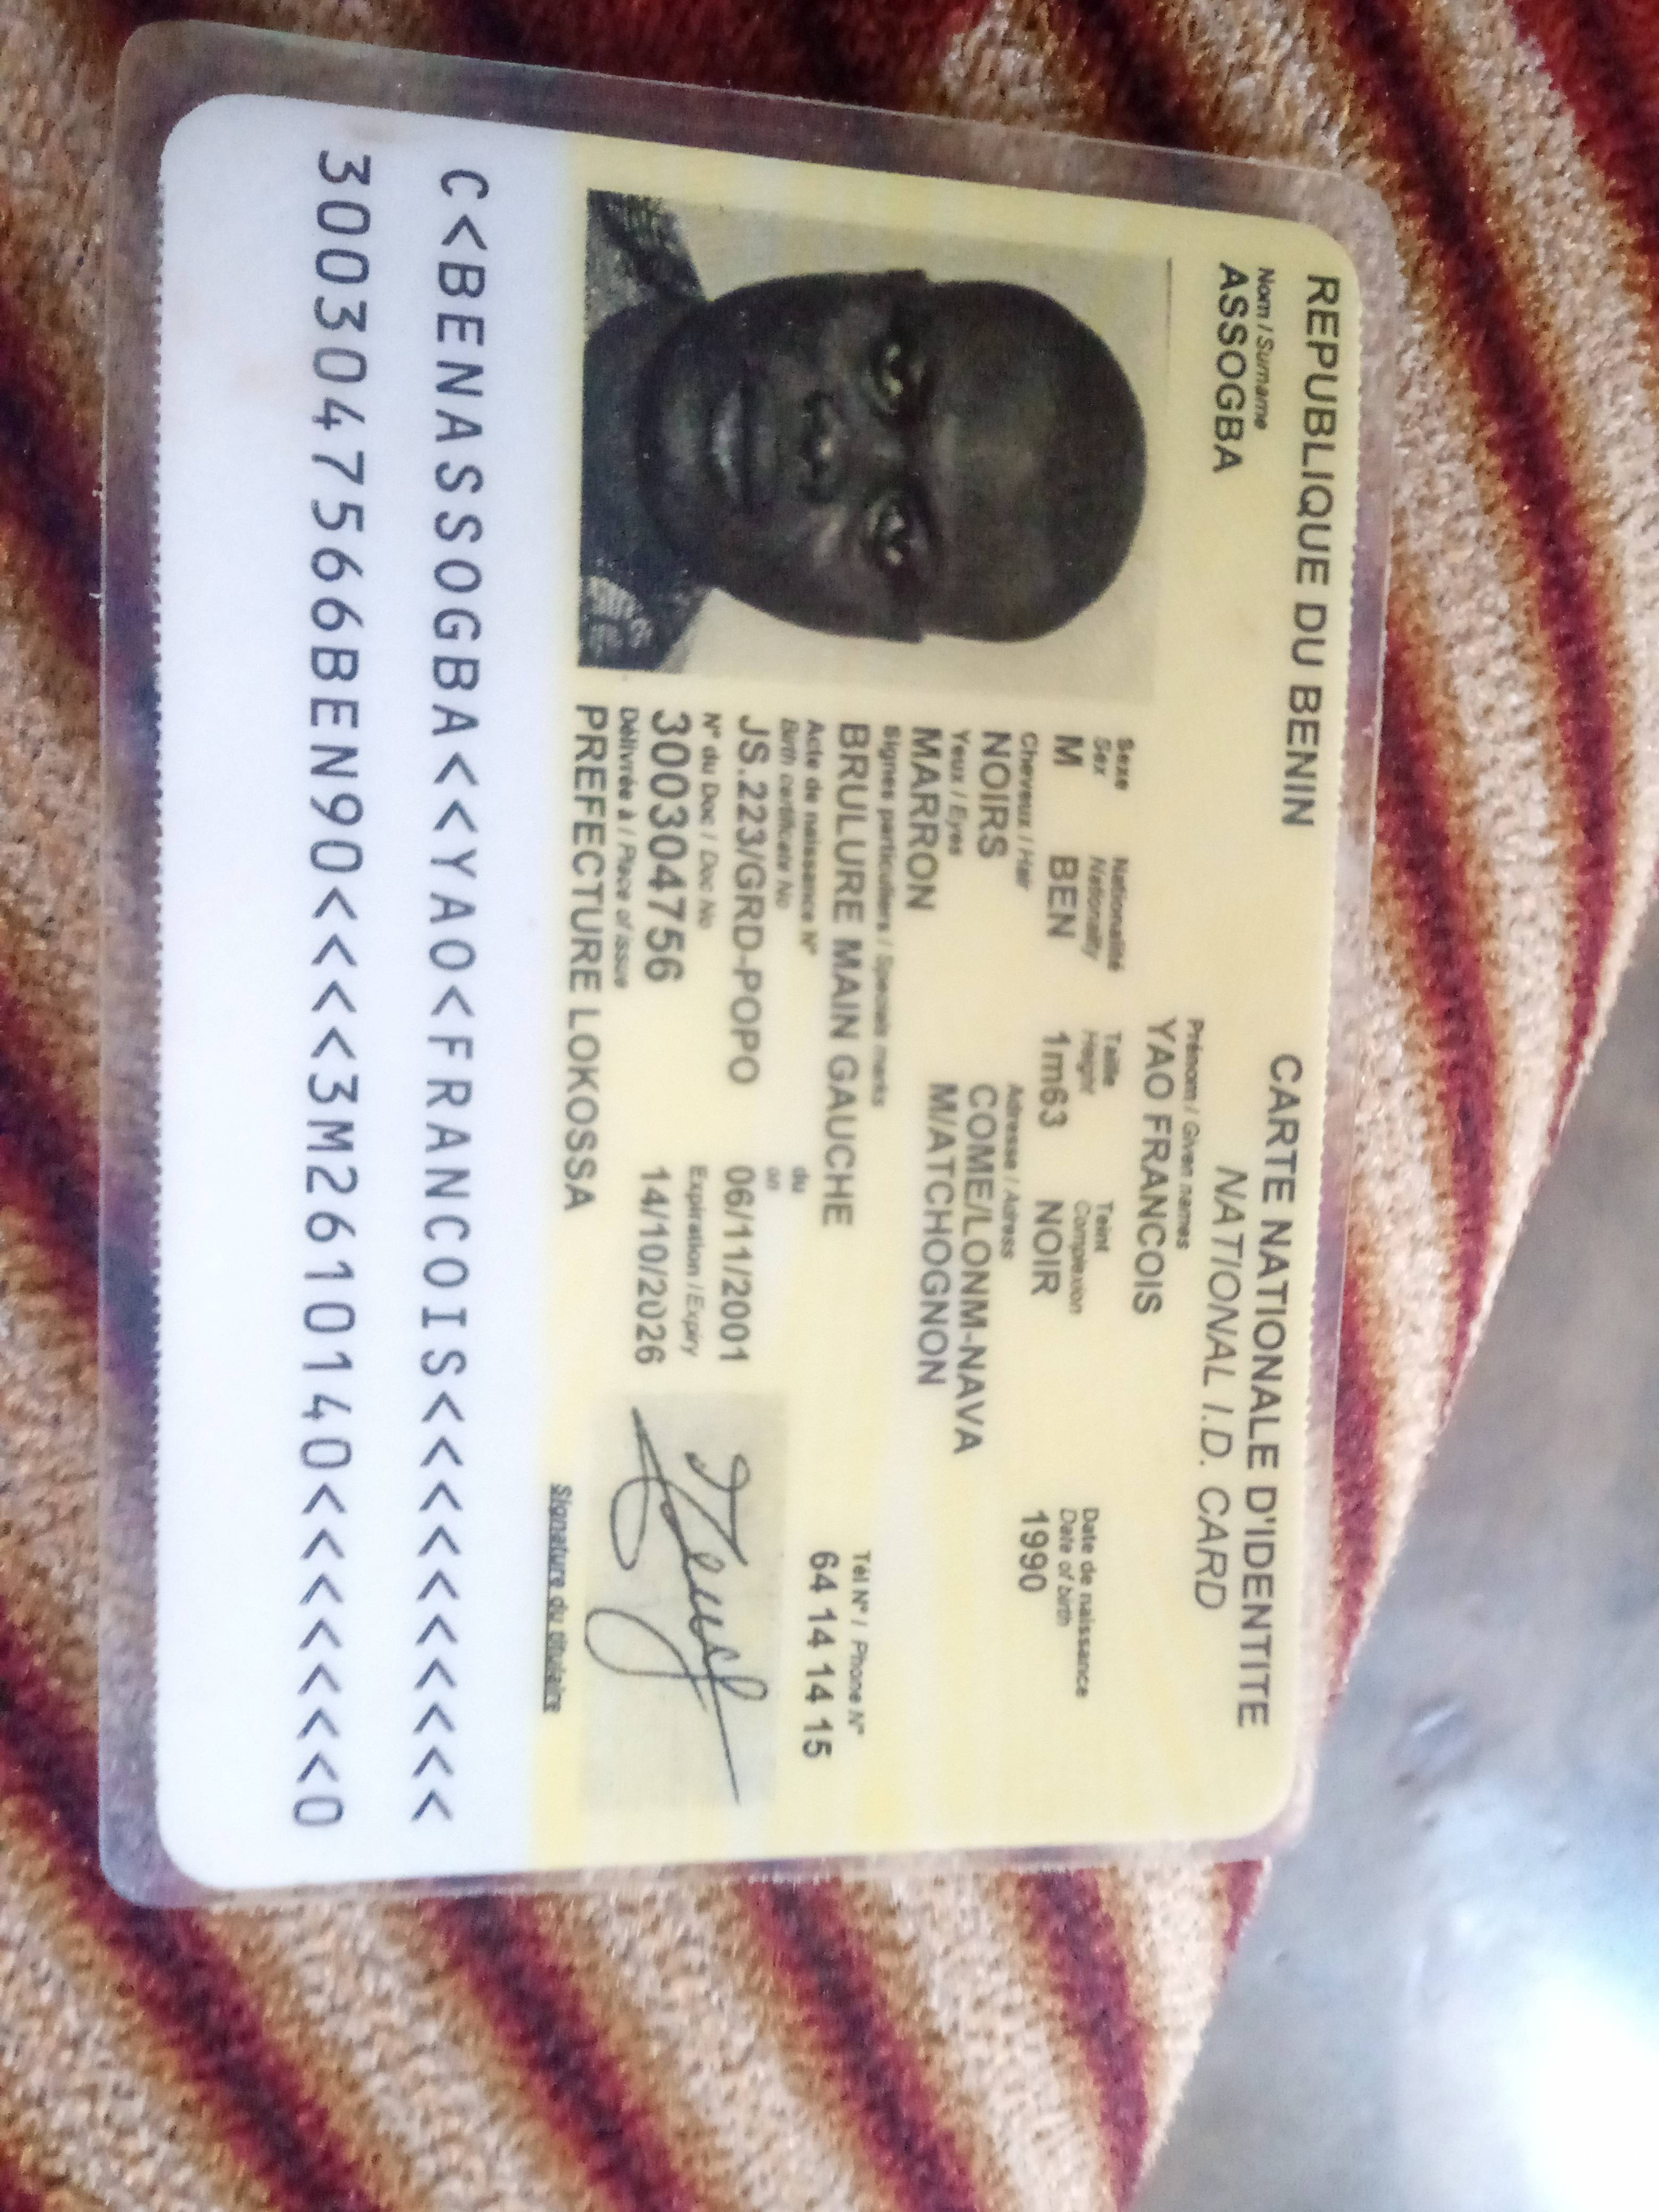 REPUBLIQUE DU BENIN
CARTE NATIONALE D'IDENTITE
NATIONAL I.D. CARD
Nom / Surname
ASSOGBA
Prénom / Given names
YAO FRANCOIS
Sexe Nationalité Taille Teint Date de naissance
Sex Nationality Height Complexion Date of birth
M BEN 1m63 NOIR 1990
Cheveux / Hair Adresse / Adress
NOIRS COME/LONM-NAVA
Yeux / Eyes M/ATCHOGNON
MARRON
Signes particuliers / Specials marks
BRULURE MAIN GAUCHE
Tél N° / Phone N°
64 14 14 15
Acte de naissance N° du
Birth certificate No on
JS.223/GRD-POPO 06/11/2001
N° du Doc / Doc No Expiration / Expiry
300304756 14/10/2026
Délivrée à / Place of issue
PREFECTURE LOKOSSA
Signature du titulaire
C<BENASSOGBA<<YAO<FRANCOIS<<<<<<<<<<
3003047566BEN90<<<<3M2610140<<<<<<<0